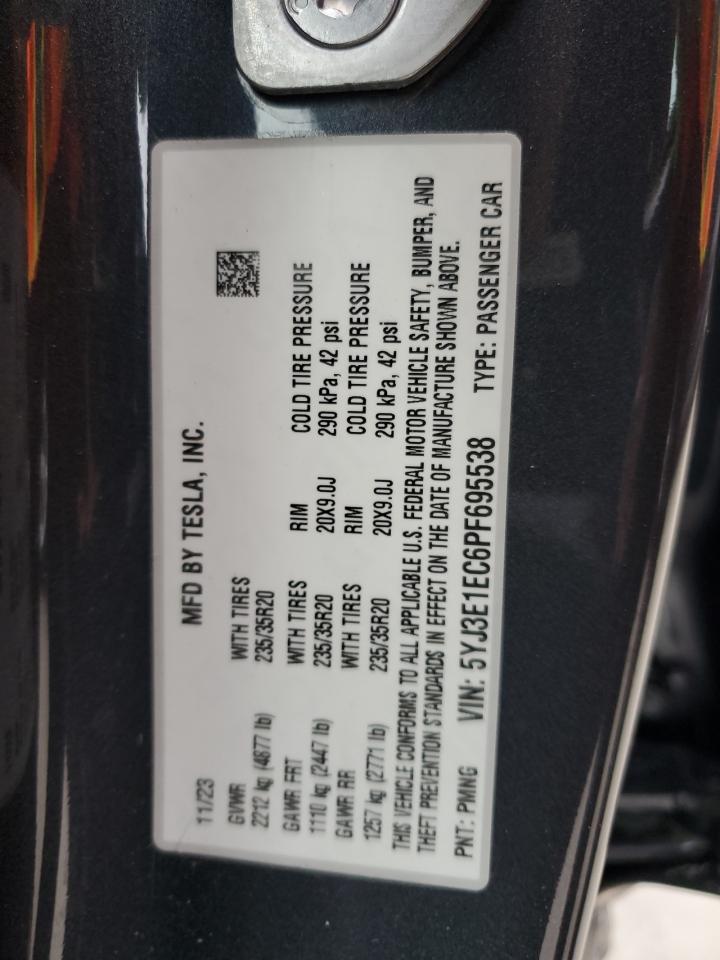 MFD BY TESLA, INC.
11/23
GVWR WITH TIRES
2212 kg (4877 lb) 235/35R20
GAWR FRT WITH TIRES RIM COLD TIRE PRESSURE
1110 kg (2447 lb) 235/35R20 20X9.0J 290 kPa, 42 psi
GAWR RR WITH TIRES RIM COLD TIRE PRESSURE
1257 kg (2771 lb) 235/35R20 20X9.0J 290 kPa, 42 psi
THIS VEHICLE CONFORMS TO ALL APPLICABLE U.S. FEDERAL MOTOR VEHICLE SAFETY, BUMPER, AND
THEFT PREVENTION STANDARDS IN EFFECT ON THE DATE OF MANUFACTURE SHOWN ABOVE.
PNT: PMNG VIN: 5YJ3E1EC6PF695538 TYPE: PASSENGER CAR